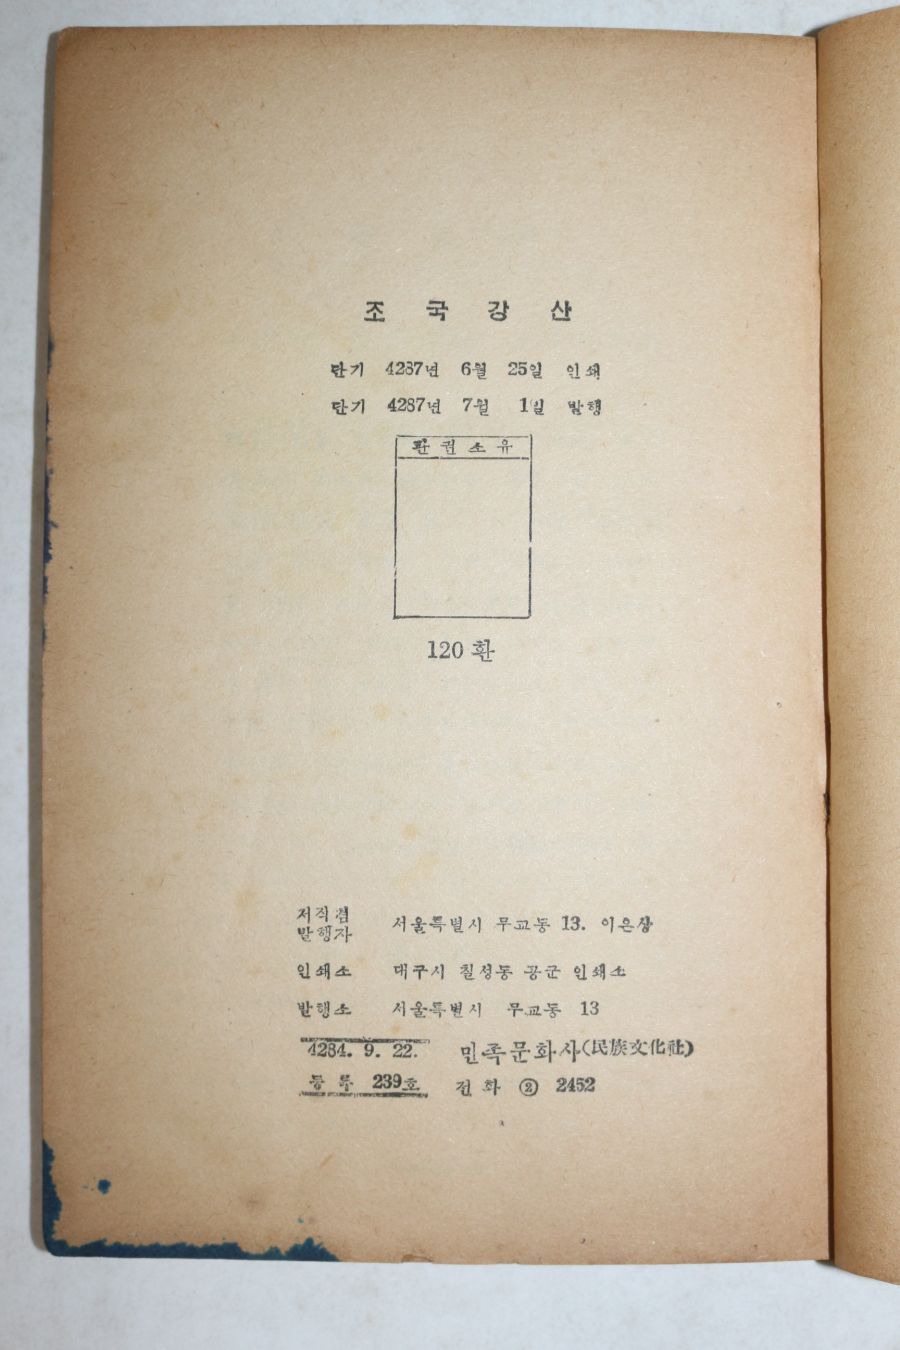 조국강산
단기 4287년 6월 25일 인쇄
단기 4287년 7월 1일 발행
판권소유
120 환
저작겸
발행자 서울특별시 무교동 13. 이은상
인쇄소 대구시 칠성동 공군 인쇄소
발행소 서울특별시 무교동 13
4284. 9. 22. 민족문화사(民族文化社)
등록 239호 전화 ② 2452